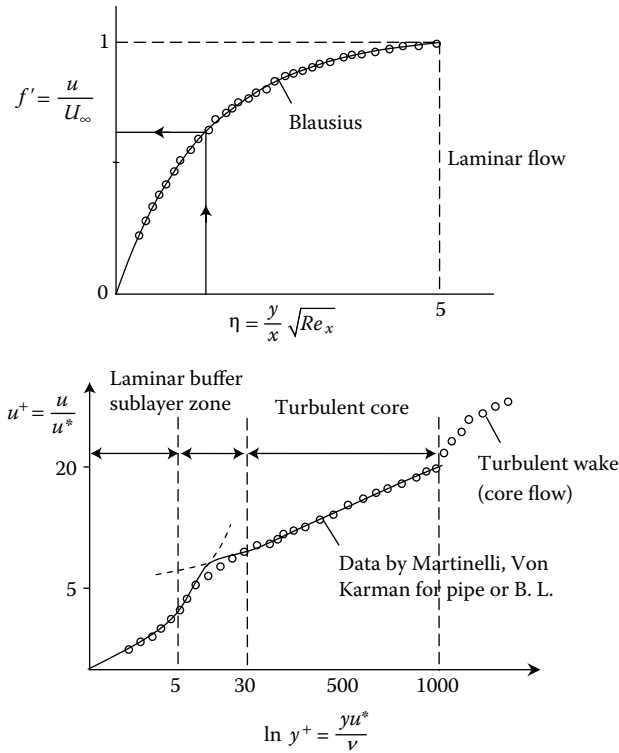 1
f′ = u/U∞
Blausius
Laminar flow
0
5
η = y/x √Re_x
Laminar buffer
sublayer zone
Turbulent core
u⁺ = u/u*
20
Turbulent wake
(core flow)
Data by Martinelli, Von
Karman for pipe or B. L.
5
5 30 500 1000
ln y⁺ = yu*/ν